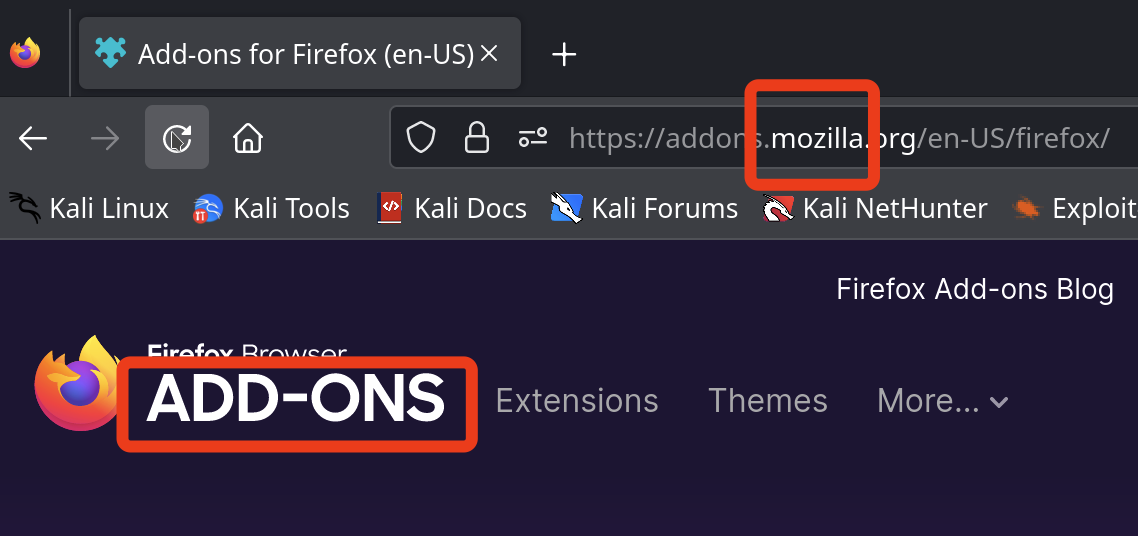 Add-ons for Firefox (en-US)
https://addons.mozilla.org/en-US/firefox/
Kali Linux Kali Tools Kali Docs Kali Forums Kali NetHunter Exploit
Firefox Add-ons Blog
Firefox Browser
ADD-ONS Extensions Themes More...